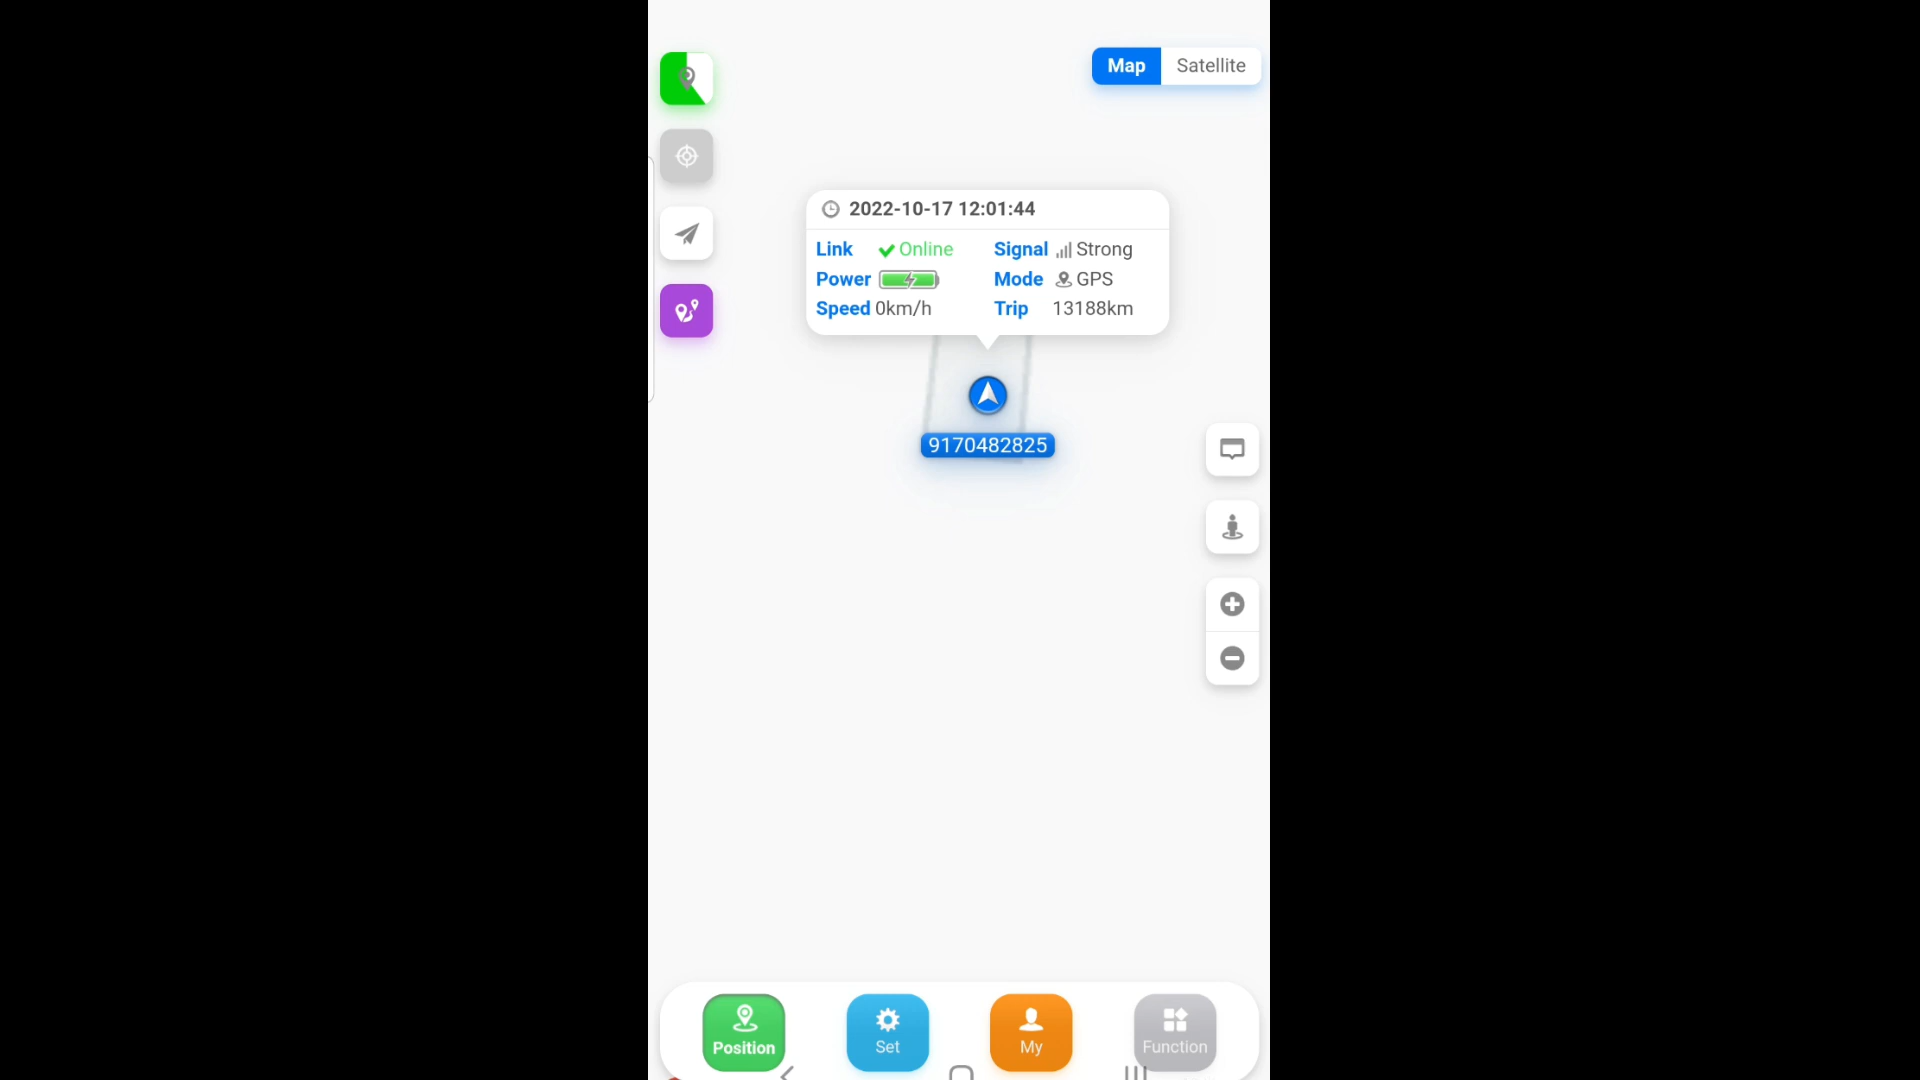 Map Satellite
2022-10-17 12:01:44
Link Online Signal Strong
Power Mode GPS
Speed 0km/h Trip 13188km
9170482825
Position Set My Function